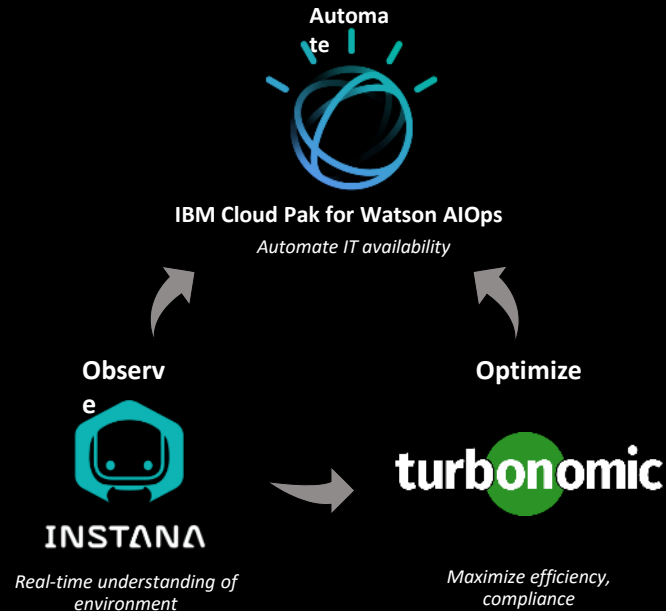 Automa
te
IBM Cloud Pak for Watson AIOps
Automate IT availability
Observ
e
Optimize
INSTANA
turbonomic
Real-time understanding of
environment
Maximize efficiency,
compliance